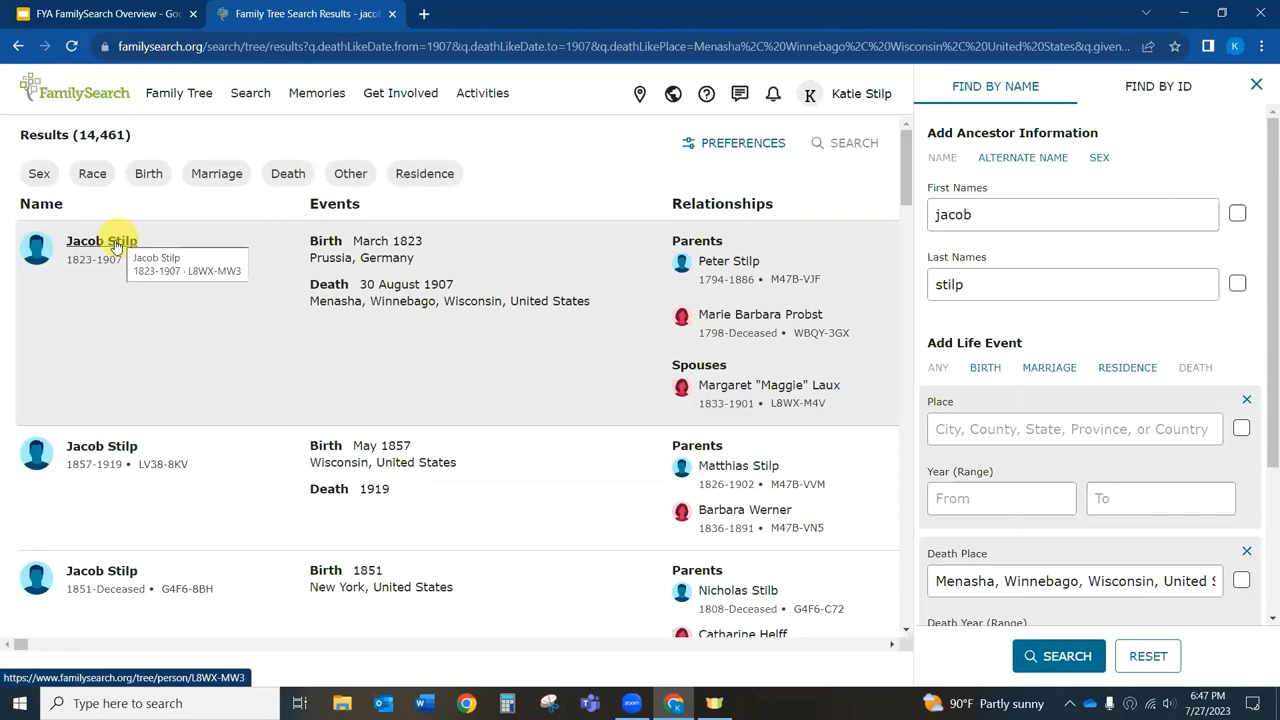 FYA FamilySearch Overview - Goo
Family Tree Search Results - jaco
familysearch.org/search/tree/results?q.deathLikeDate.from=1907&q.deathLikeDate.to=1907&q.deathLikePlace=Menasha%2C%20Winnebago%2C%20Wisconsin%2C%20United%20States&q.given...
K
FamilySearch
Family Tree
Search
Memories
Get Involved
Activities
K
Katie Stilp
Results (14,461)
PREFERENCES
SEARCH
Sex
Race
Birth
Marriage
Death
Other
Residence
Name
Events
Relationships
Jacob Stilp
1823-1907
Jacob Stilp
1823-1907 · L8WX-MW3
Birth March 1823
Prussia, Germany
Death 30 August 1907
Menasha, Winnebago, Wisconsin, United States
Parents
Peter Stilp
1794-1886 • M47B-VJF
Marie Barbara Probst
1798-Deceased • WBQY-3GX
Spouses
Margaret "Maggie" Laux
1833-1901 • L8WX-M4V
Jacob Stilp
1857-1919 • LV38-8KV
Birth May 1857
Wisconsin, United States
Death 1919
Parents
Matthias Stilp
1826-1902 • M47B-VVM
Barbara Werner
1836-1891 • M47B-VN5
Jacob Stilp
1851-Deceased • G4F6-8BH
Birth 1851
New York, United States
Parents
Nicholas Stilb
1808-Deceased • G4F6-C72
Catharine Helff
FIND BY NAME
FIND BY ID
Add Ancestor Information
NAME
ALTERNATE NAME
SEX
First Names
jacob
Last Names
stilp
Add Life Event
ANY
BIRTH
MARRIAGE
RESIDENCE
DEATH
Place
City, County, State, Province, or Country
Year (Range)
From
To
Death Place
Menasha, Winnebago, Wisconsin, United S
Death Year (Range)
SEARCH
RESET
https://www.familysearch.org/tree/person/L8WX-MW3
Type here to search
zoom
90°F Partly sunny
6:47 PM
7/27/2023